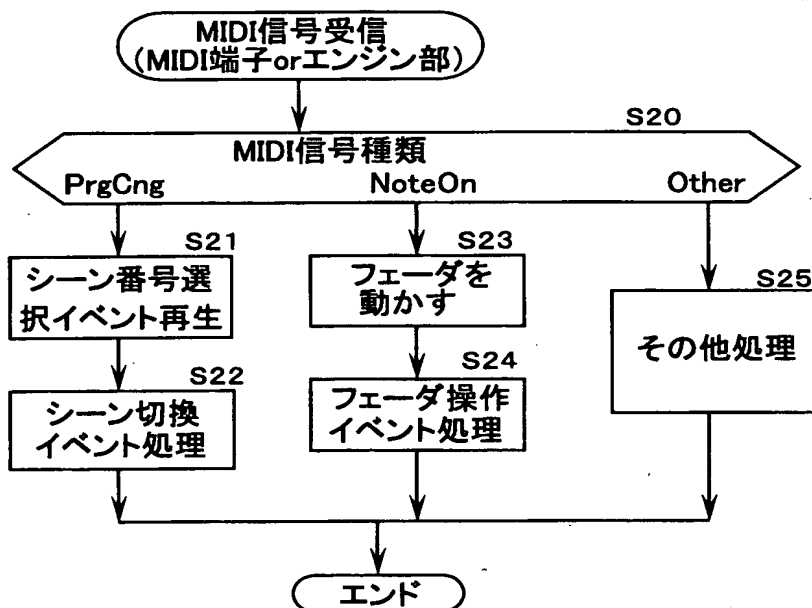 MIDI信号受信
(MIDI端子orエンジン部)
S20
MIDI信号種類
PrgCng
NoteOn
Other
S21
シーン番号選
択イベント再生
S22
シーン切換
イベント処理
S23
フェーダを
動かす
S24
フェーダ操作
イベント処理
S25
その他処理
エンド